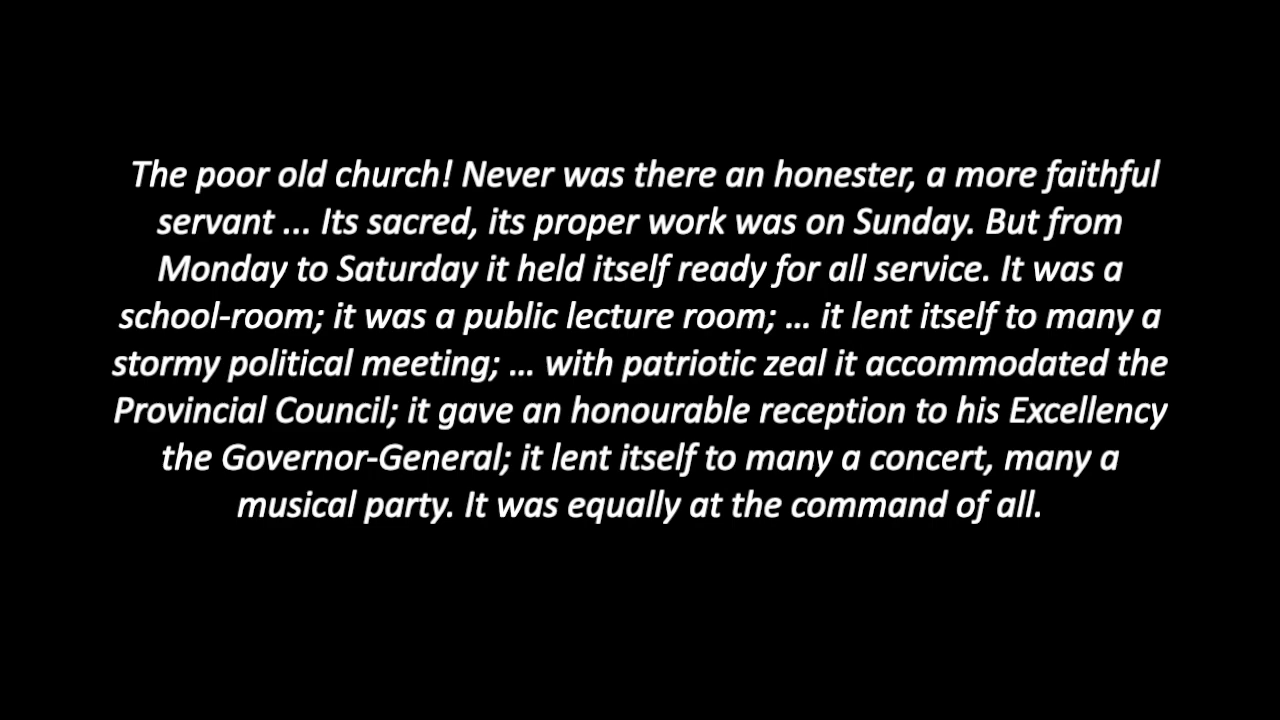 The poor old church! Never was there an honester, a more faithful
servant ... Its sacred, its proper work was on Sunday. But from
Monday to Saturday it held itself ready for all service. It was a
school-room; it was a public lecture room; ... it lent itself to many a
stormy political meeting; ... with patriotic zeal it accommodated the
Provincial Council; it gave an honourable reception to his Excellency
the Governor-General; it lent itself to many a concert, many a
musical party. It was equally at the command of all.